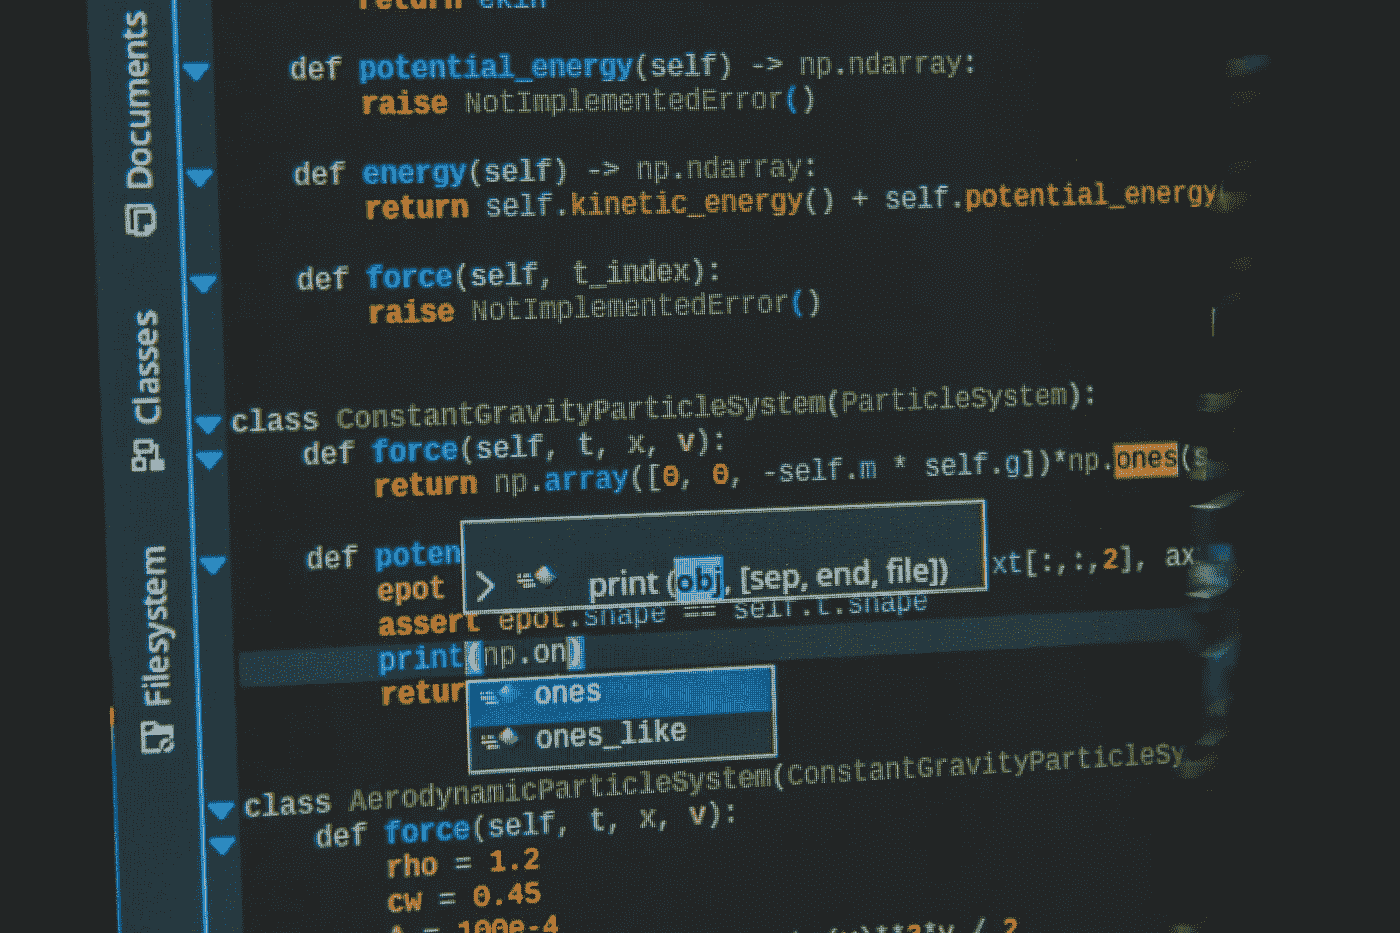 Documents
Classes
Filesystem
return ekin
def potential_energy(self) -> np.ndarray:
raise NotImplementedError()
def energy(self) -> np.ndarray:
return self.kinetic_energy() + self.potential_energy(
def force(self, t_index):
raise NotImplementedError()
class ConstantGravityParticleSystem(ParticleSystem):
def force(self, t, x, v):
return np.array([0, 0, -self.m * self.g])*np.ones(s
def poten
xt[:,:,2], ax
epot
print (obj, [sep, end, file])
assert epot.shape == self.t.shape
print(np.on)
retur
ones
ones_like
class AerodynamicParticleSystem(ConstantGravityParticleSy
def force(self, t, x, v):
rho = 1.2
cw = 0.45
A = 100e-4